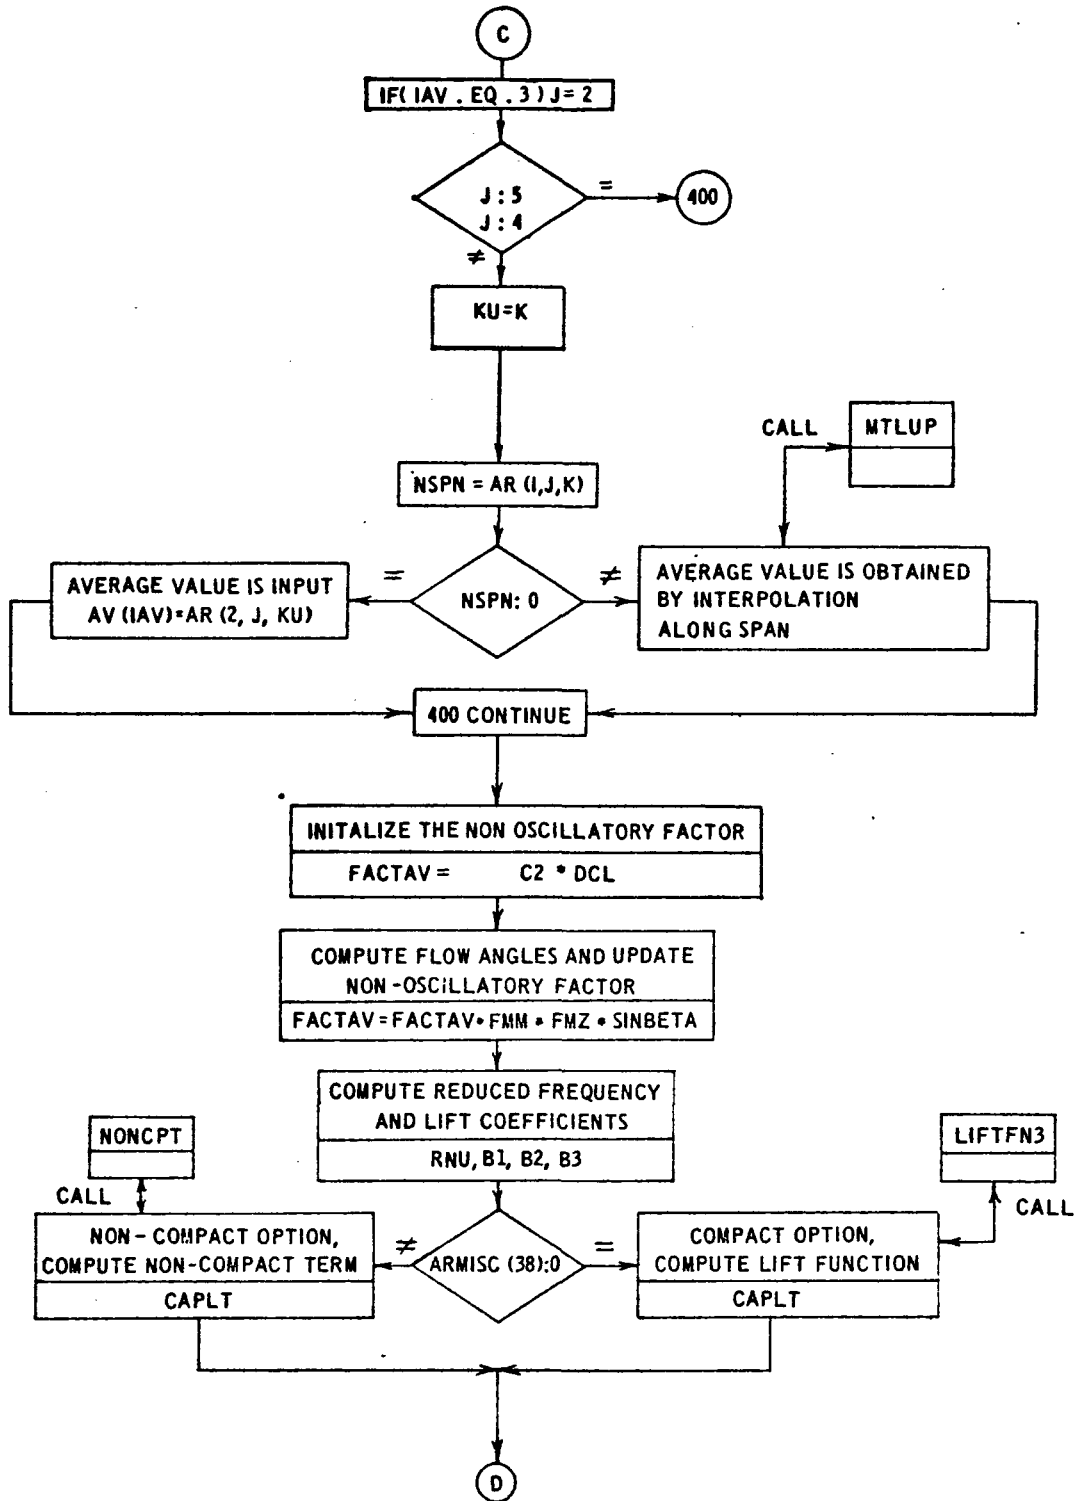 C
IF( IAV . EQ . 3 ) J = 2
J : 5
J : 4
=
400
≠
KU=K
CALL
MTLUP
NSPN = AR (I,J,K)
AVERAGE VALUE IS INPUT
AV (IAV)=AR (2, J, KU)
=
NSPN: 0
≠
AVERAGE VALUE IS OBTAINED
BY INTERPOLATION
ALONG SPAN
400 CONTINUE
INITALIZE THE NON OSCILLATORY FACTOR
FACTAV = C2 * DCL
COMPUTE FLOW ANGLES AND UPDATE
NON-OSCILLATORY FACTOR
FACTAV=FACTAV* FMM * FMZ * SINBETA
COMPUTE REDUCED FREQUENCY
AND LIFT COEFFICIENTS
RNU, B1, B2, B3
NONCPT
CALL
LIFTFN3
CALL
NON-COMPACT OPTION,
COMPUTE NON-COMPACT TERM
CAPLT
≠
ARMISC (38):0
=
COMPACT OPTION,
COMPUTE LIFT FUNCTION
CAPLT
D